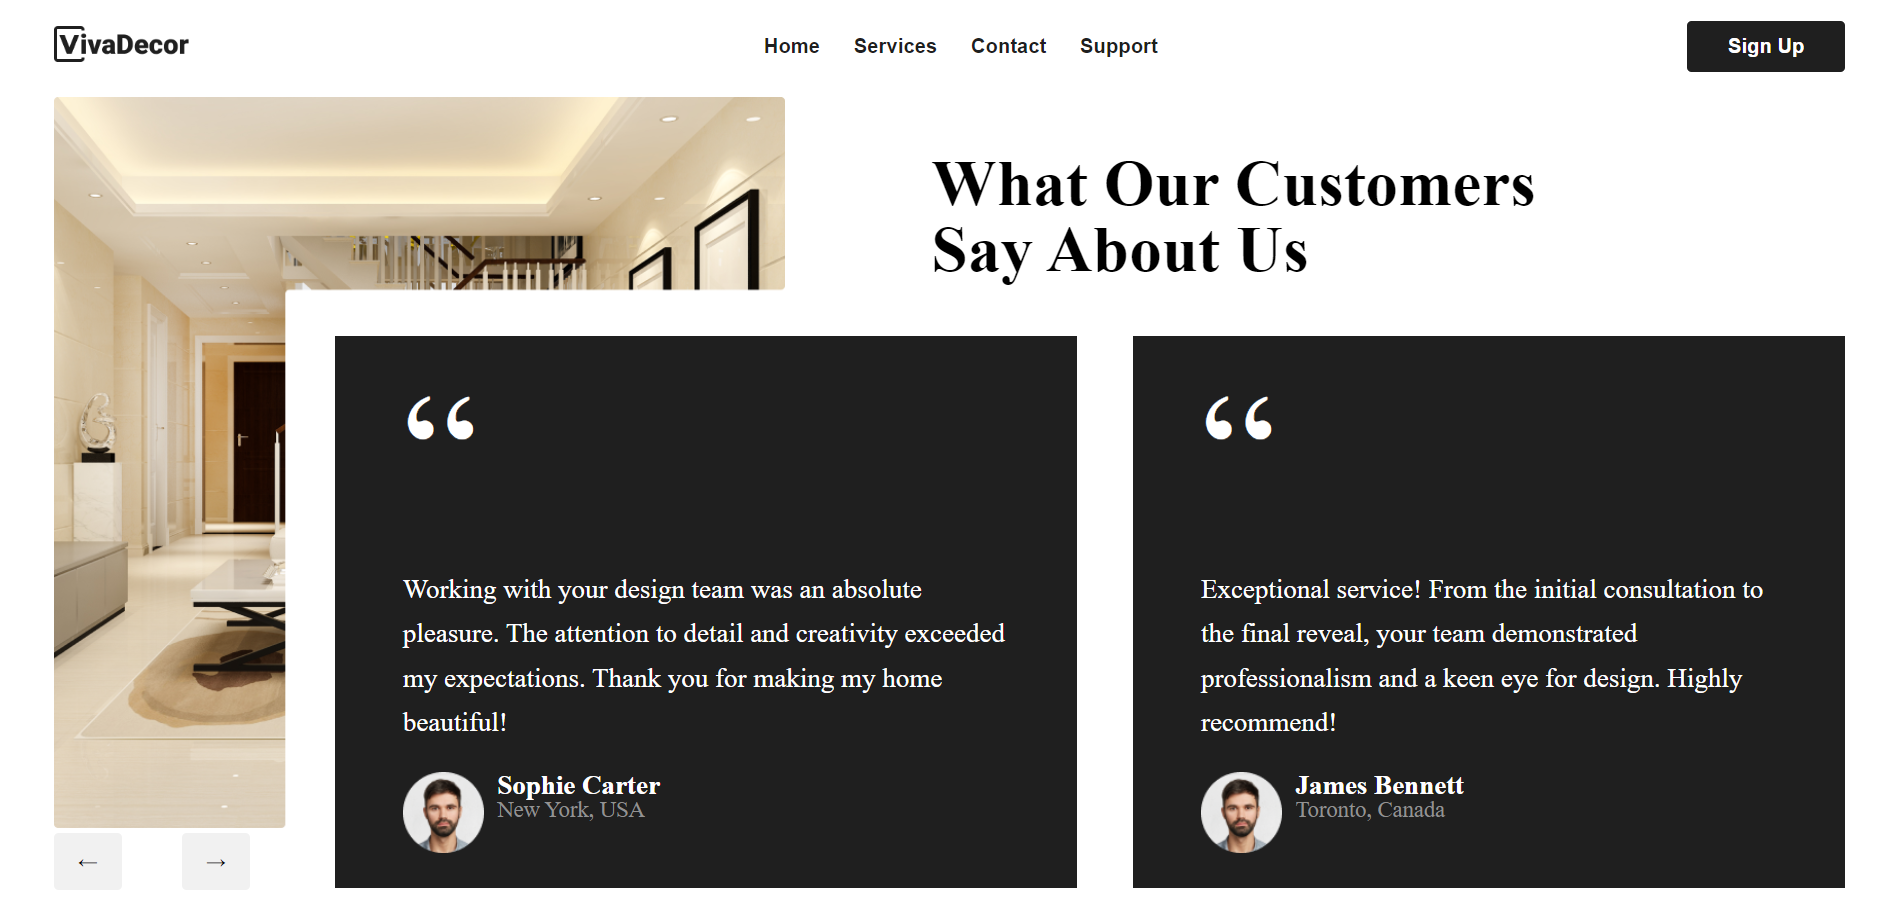 VivaDecor
Home Services Contact Support
Sign Up
What Our Customers
Say About Us
“
Working with your design team was an absolute
pleasure. The attention to detail and creativity exceeded
my expectations. Thank you for making my home
beautiful!
Sophie Carter
New York, USA
“
Exceptional service! From the initial consultation to
the final reveal, your team demonstrated
professionalism and a keen eye for design. Highly
recommend!
James Bennett
Toronto, Canada
← →